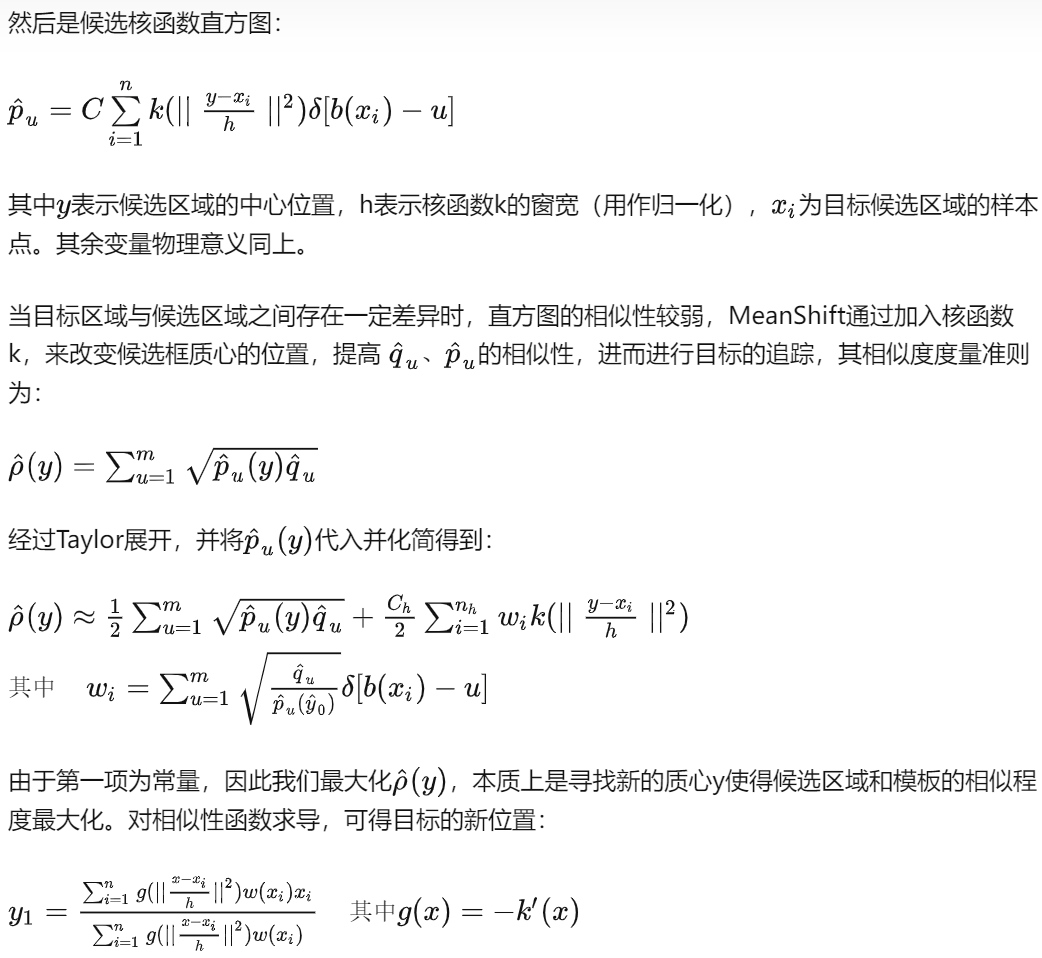 然后是候选核函数直方图：
$\hat{p}_u = C\sum_{i=1}^{n} k(||\frac{y-x_i}{h}||^2)\delta[b(x_i)-u]$
其中$y$表示候选区域的中心位置，h表示核函数k的窗宽（用作归一化），$x_i$为目标候选区域的样本
点。其余变量物理意义同上。
当目标区域与候选区域之间存在一定差异时，直方图的相似性较弱，MeanShift通过加入核函数
k，来改变候选框质心的位置，提高 $\hat{q}_u$、$\hat{p}_u$的相似性，进而进行目标的追踪，其相似度度量准则
为：
$\hat{\rho}(y) = \sum_{u=1}^{m}\sqrt{\hat{p}_u(y)\hat{q}_u}$
经过Taylor展开，并将$\hat{p}_u(y)$代入并化简得到：
$\hat{\rho}(y) \approx \frac{1}{2}\sum_{u=1}^{m}\sqrt{\hat{p}_u(y)\hat{q}_u} + \frac{C_h}{2}\sum_{i=1}^{n_h} w_i k(||\frac{y-x_i}{h}||^2)$
其中 $w_i = \sum_{u=1}^{m}\sqrt{\frac{\hat{q}_u}{\hat{p}_u(\hat{y}_0)}}\delta[b(x_i)-u]$
由于第一项为常量，因此我们最大化$\hat{\rho}(y)$，本质上是寻找新的质心y使得候选区域和模板的相似程
度最大化。对相似性函数求导，可得目标的新位置：
$y_1 = \frac{\sum_{i=1}^{n} g(||\frac{x-x_i}{h}||^2)w(x_i)x_i}{\sum_{i=1}^{n} g(||\frac{x-x_i}{h}||^2)w(x_i)}$ 其中$g(x) = -k'(x)$